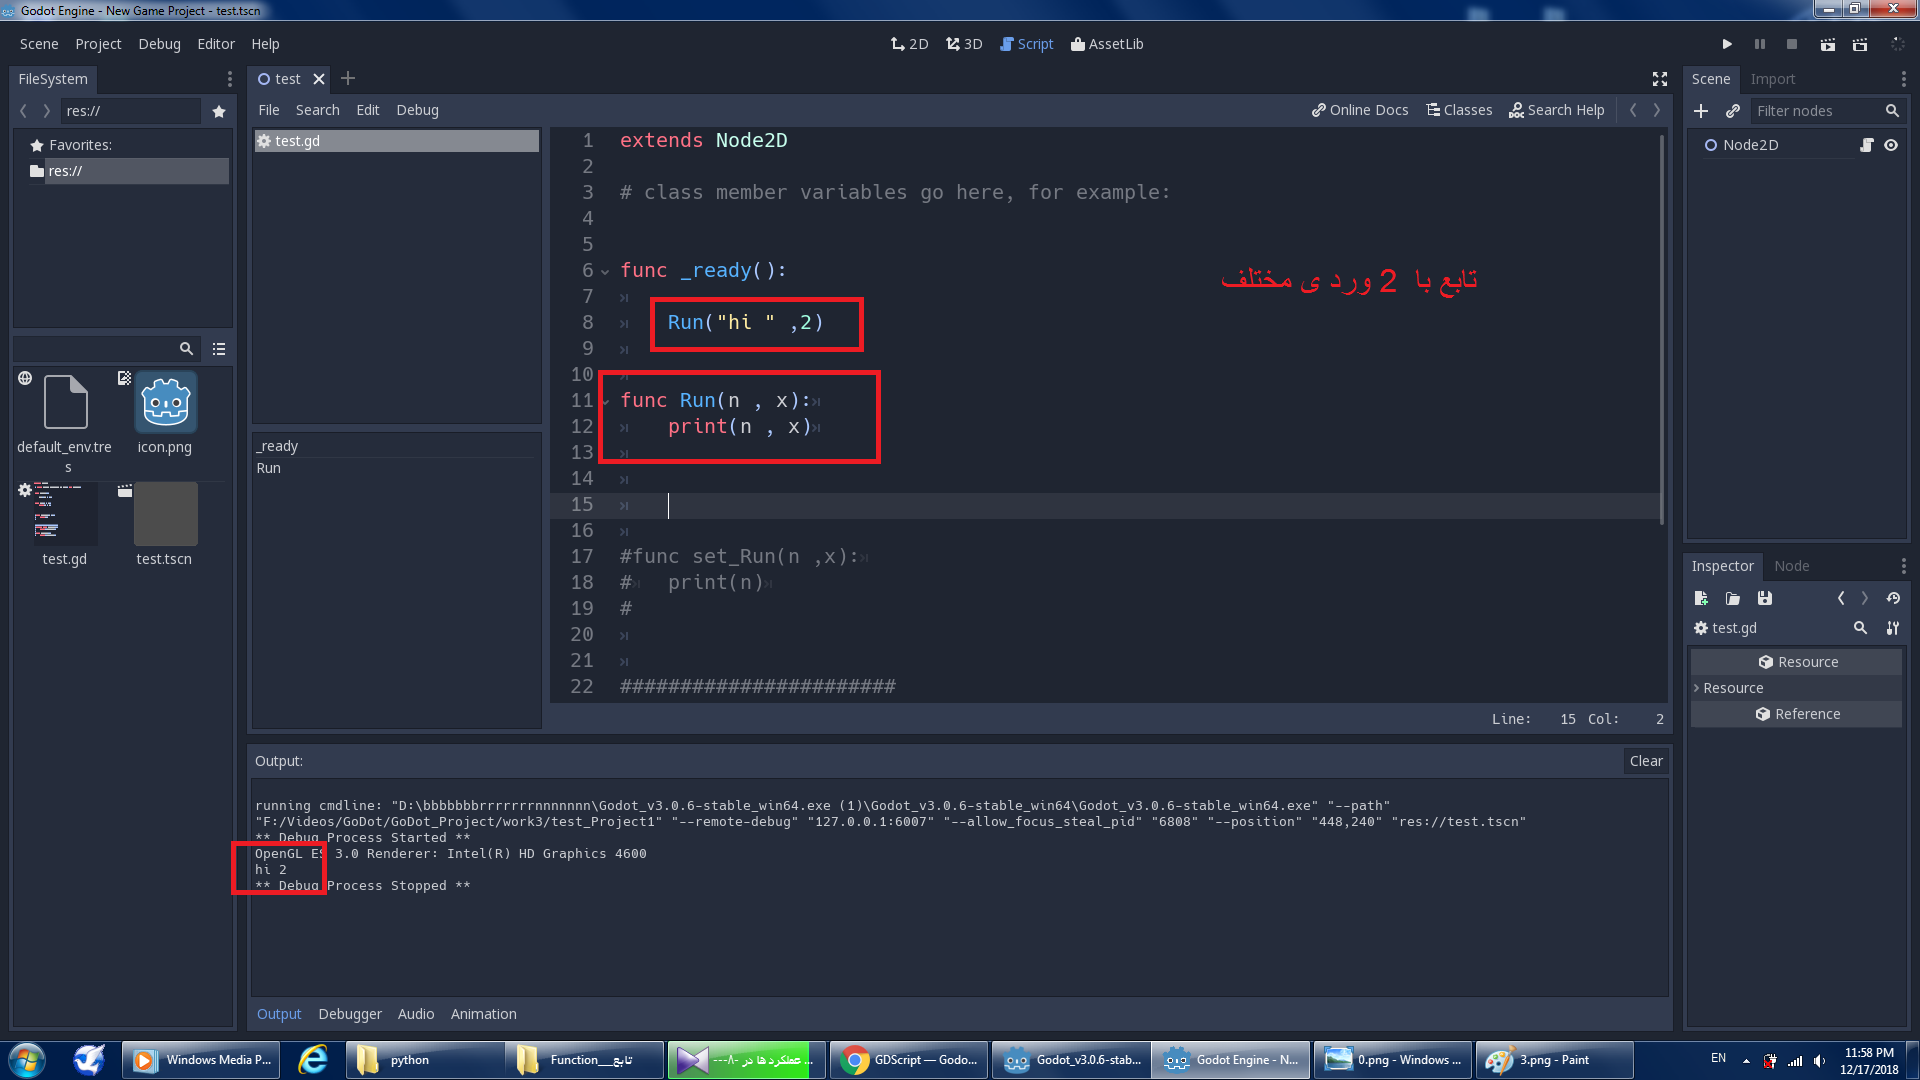 Godot Engine - New Game Project - test.tscn
Scene Project Debug Editor Help
2D 3D Script AssetLib
FileSystem
res://
Favorites:
res://
default_env.tres
icon.png
test.gd
test.tscn
test
File Search Edit Debug
Online Docs Classes Search Help
test.gd
_ready
Run
1 extends Node2D
2
3 # class member variables go here, for example:
4
5
6 func _ready():
7
8 Run("hi " ,2)
9
10
11 func Run(n , x):
12 print(n , x)
13
14
15
16
17 #func set_Run(n ,x):
18 # print(n)
19 #
20
21
22 #######################
تابع با 2 ورد ی مختلف
Line: 15 Col: 2
Output:
Clear
running cmdline: "D:\bbbbbbbrrrrrrrnnnnnnn\Godot_v3.0.6-stable_win64.exe (1)\Godot_v3.0.6-stable_win64\Godot_v3.0.6-stable_win64.exe" "--path"
"F:/Videos/GoDot/GoDot_Project/work3/test_Project1" "--remote-debug" "127.0.0.1:6007" "--allow_focus_steal_pid" "6808" "--position" "448,240" "res://test.tscn"
** Debug Process Started **
OpenGL ES 3.0 Renderer: Intel(R) HD Graphics 4600
hi 2
** Debug Process Stopped **
Output Debugger Audio Animation
Scene Import
Filter nodes
Node2D
Inspector Node
test.gd
Resource
Resource
Reference
Windows Media P...
python
Function__تابع
عملکرد ها در -۸---...
GDScript — Godo...
Godot_v3.0.6-stab...
Godot Engine - N...
0.png - Windows ...
3.png - Paint
EN
11:58 PM
12/17/2018